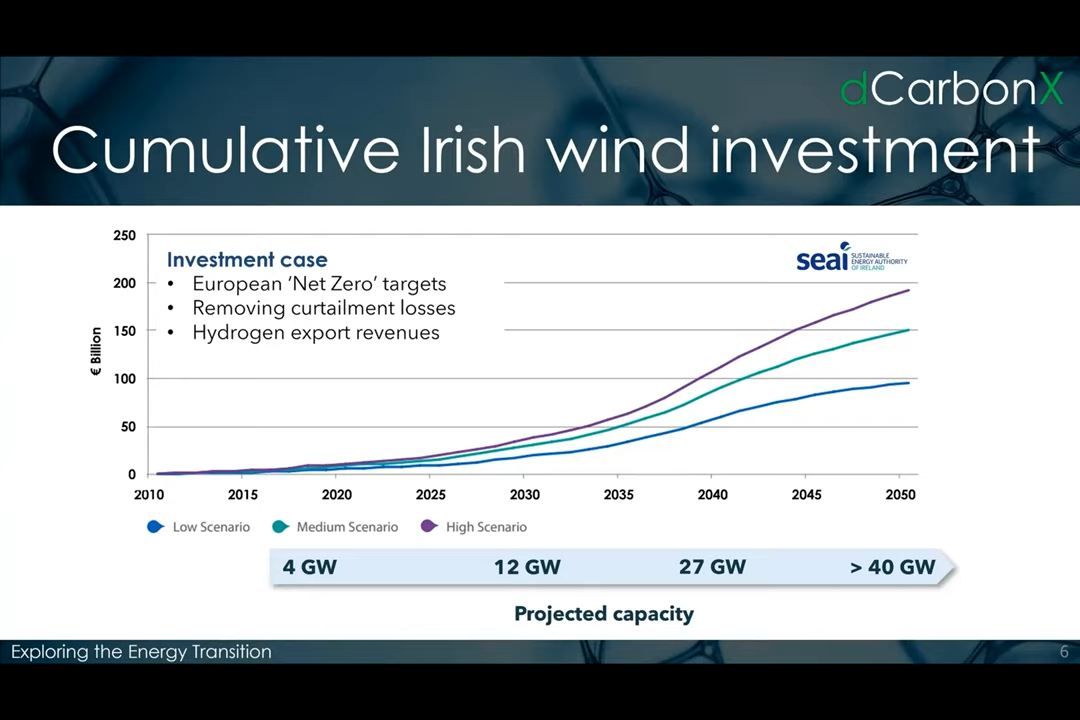 dCarbonX
Cumulative Irish wind investment
250
200
150
100
50
0
€ Billion
Investment case
• European ‘Net Zero’ targets
• Removing curtailment losses
• Hydrogen export revenues
seai SUSTAINABLE
ENERGY AUTHORITY
OF IRELAND
2010 2015 2020 2025 2030 2035 2040 2045 2050
Low Scenario Medium Scenario High Scenario
4 GW 12 GW 27 GW > 40 GW
Projected capacity
Exploring the Energy Transition
6